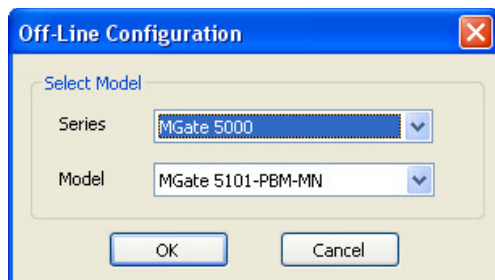 Off-Line Configuration
Select Model
Series MGate 5000
Model MGate 5101-PBM-MN
OK Cancel